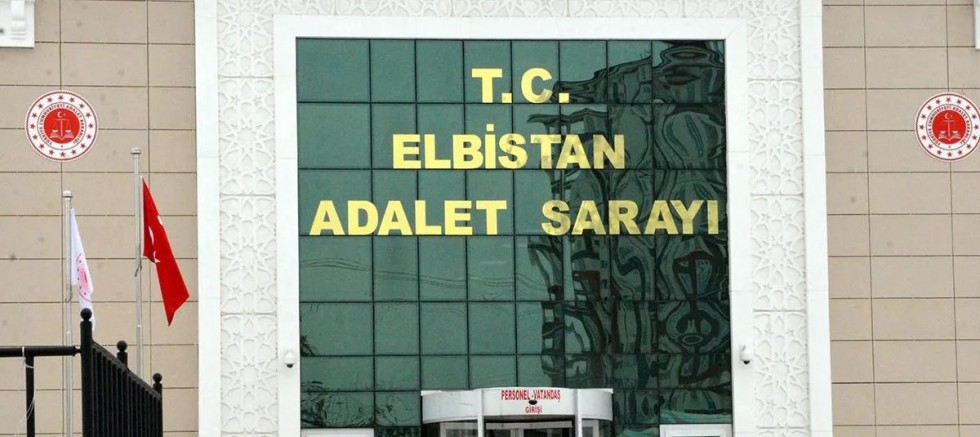 T.C.
ELBİSTAN
ADALET SARAYI
PERSONEL-VATANDAŞ
GİRİŞİ